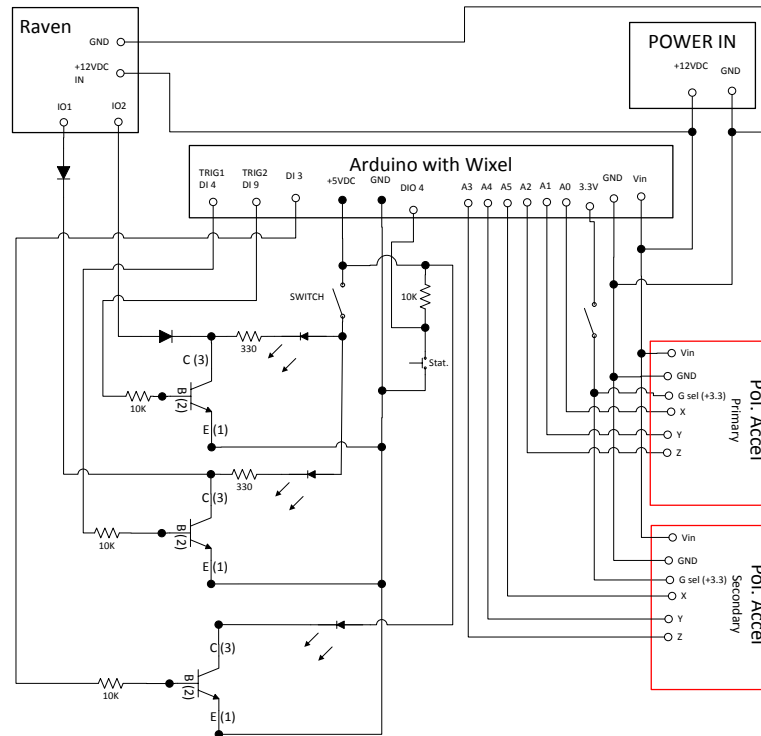 Raven
GND
+12VDC
IN
IO1
IO2
POWER IN
+12VDC
GND
Arduino with Wixel
TRIG1
DI 4
TRIG2
DI 9
DI 3
+5VDC
GND
DIO 4
A3
A4
A5
A2
A1
A0
3.3V
GND
Vin
SWITCH
10K
Stat.
330
C (3)
B
(2)
E (1)
10K
330
C (3)
B
(2)
E (1)
10K
C (3)
B
(2)
E (1)
10K
Vin
GND
G sel (+3.3)
X
Y
Z
Pol. Accel
Primary
Vin
GND
G sel (+3.3)
X
Y
Z
Pol. Accel
Secondary